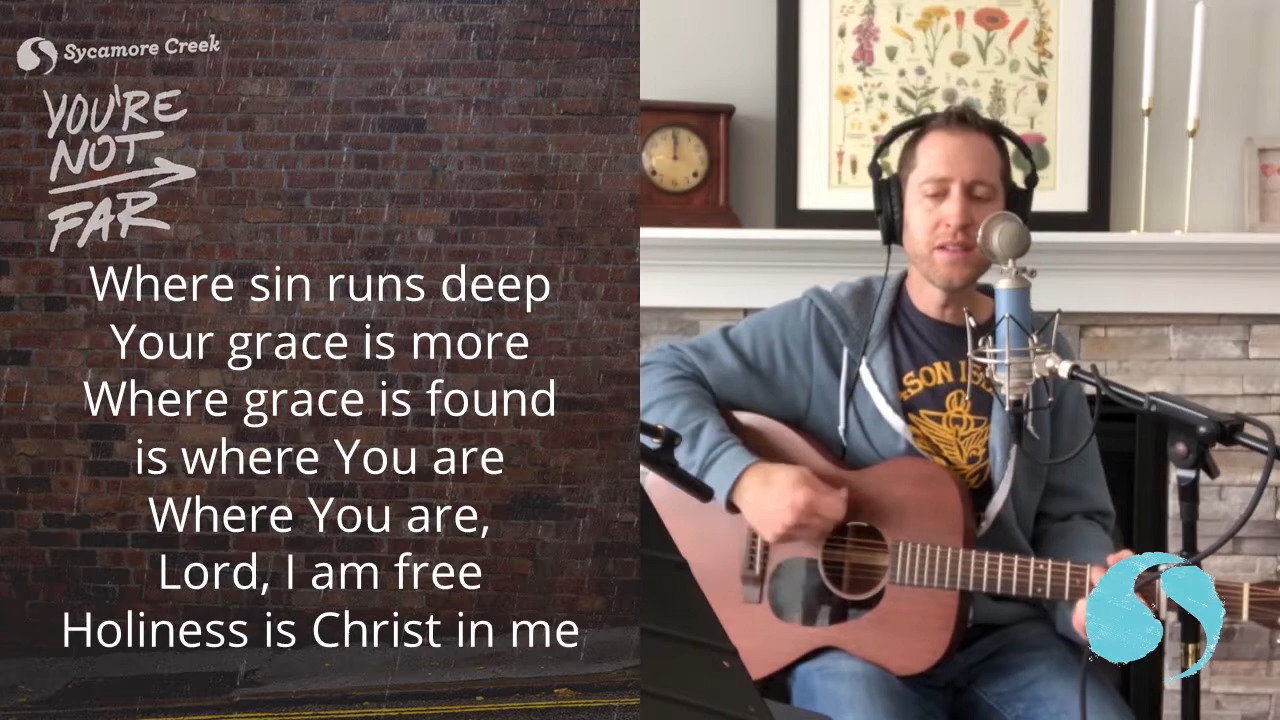 Sycamore Creek
YOU'RE
NOT
FAR
Where sin runs deep
Your grace is more
Where grace is found
is where You are
Where You are,
Lord, I am free
Holiness is Christ in me